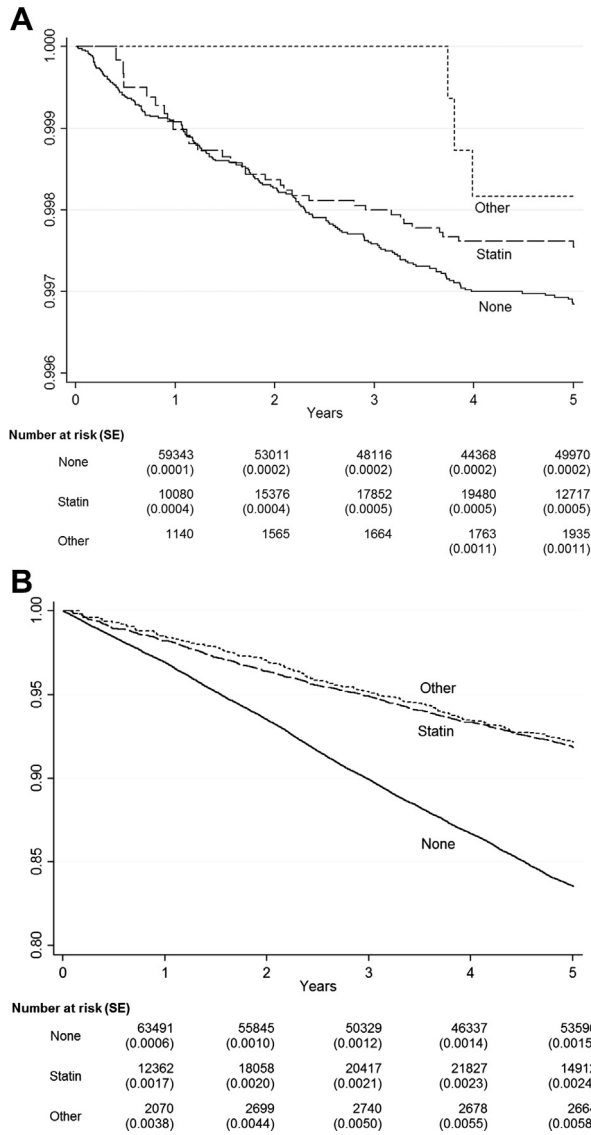 A
1.000
0.999
0.998
0.997
0.996
Other
Statin
None
0 1 2 3 4 5
Years
Number at risk (SE)
None 59343 53011 48116 44368 49970
(0.0001) (0.0002) (0.0002) (0.0002) (0.0002)
Statin 10080 15376 17852 19480 12717
(0.0004) (0.0004) (0.0005) (0.0005) (0.0005)
Other 1140 1565 1664 1763 1935
(0.0011) (0.0011)
B
1.00
0.95
0.90
0.85
0.80
Other
Statin
None
0 1 2 3 4 5
Years
Number at risk (SE)
None 63491 55845 50329 46337
(0.0006) (0.0010) (0.0012) (0.0014) (0.0015
Statin 12362 18058 20417 21827
(0.0017) (0.0020) (0.0021) (0.0023) (0.0024
Other 2070 2699 2740 2678
(0.0038) (0.0044) (0.0050) (0.0055) (0.0058